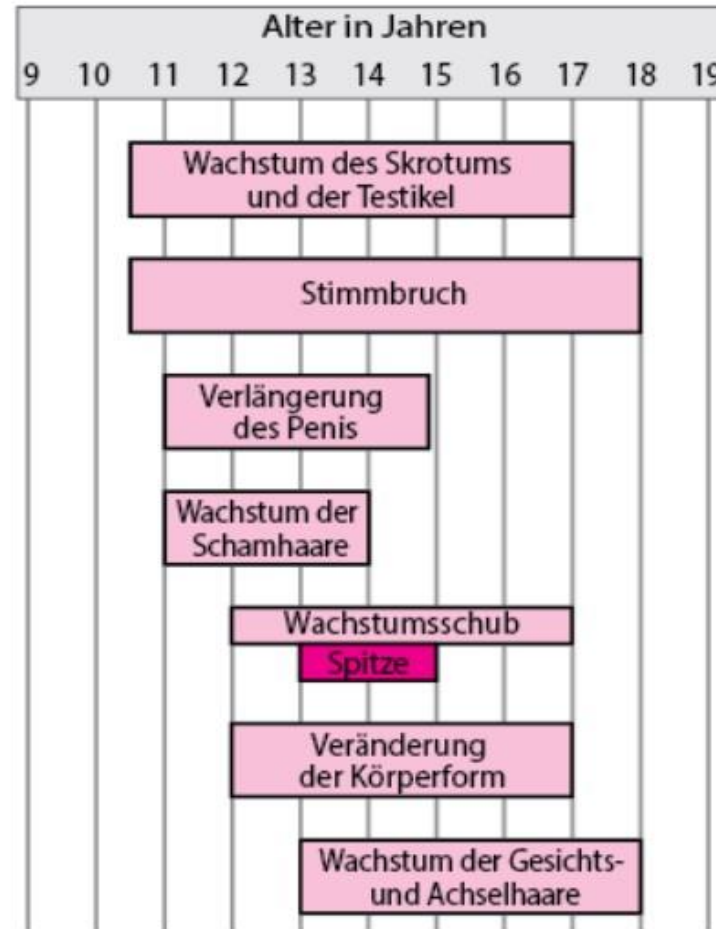 Alter in Jahren
9 10 11 12 13 14 15 16 17 18 19
Wachstum des Skrotums
und der Testikel
Stimmbruch
Verlängerung
des Penis
Wachstum der
Schamhaare
Wachstumsschub
Spitze
Veränderung
der Körperform
Wachstum der Gesichts-
und Achselhaare